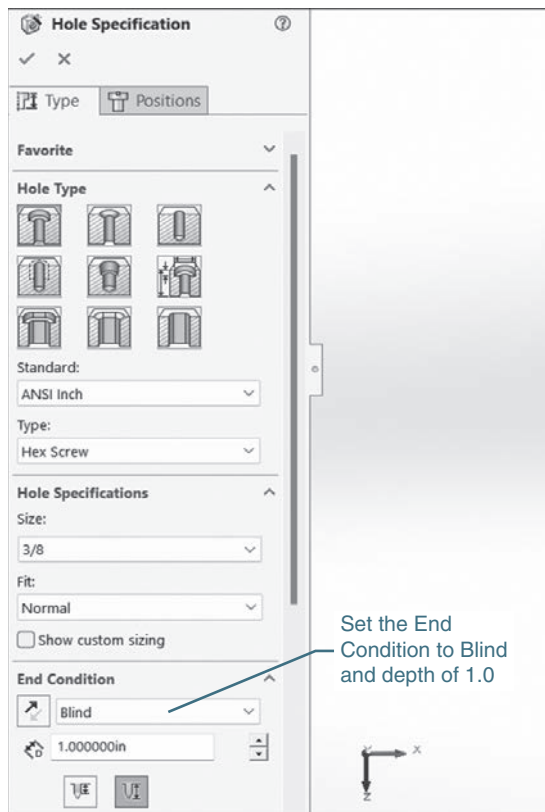 Hole Specification
Type
Positions
Favorite
Hole Type
Standard:
ANSI Inch
Type:
Hex Screw
Hole Specifications
Size:
3/8
Fit:
Normal
Show custom sizing
End Condition
Blind
D
1.000000in
Set the End
Condition to Blind
and depth of 1.0
Y
X
Z